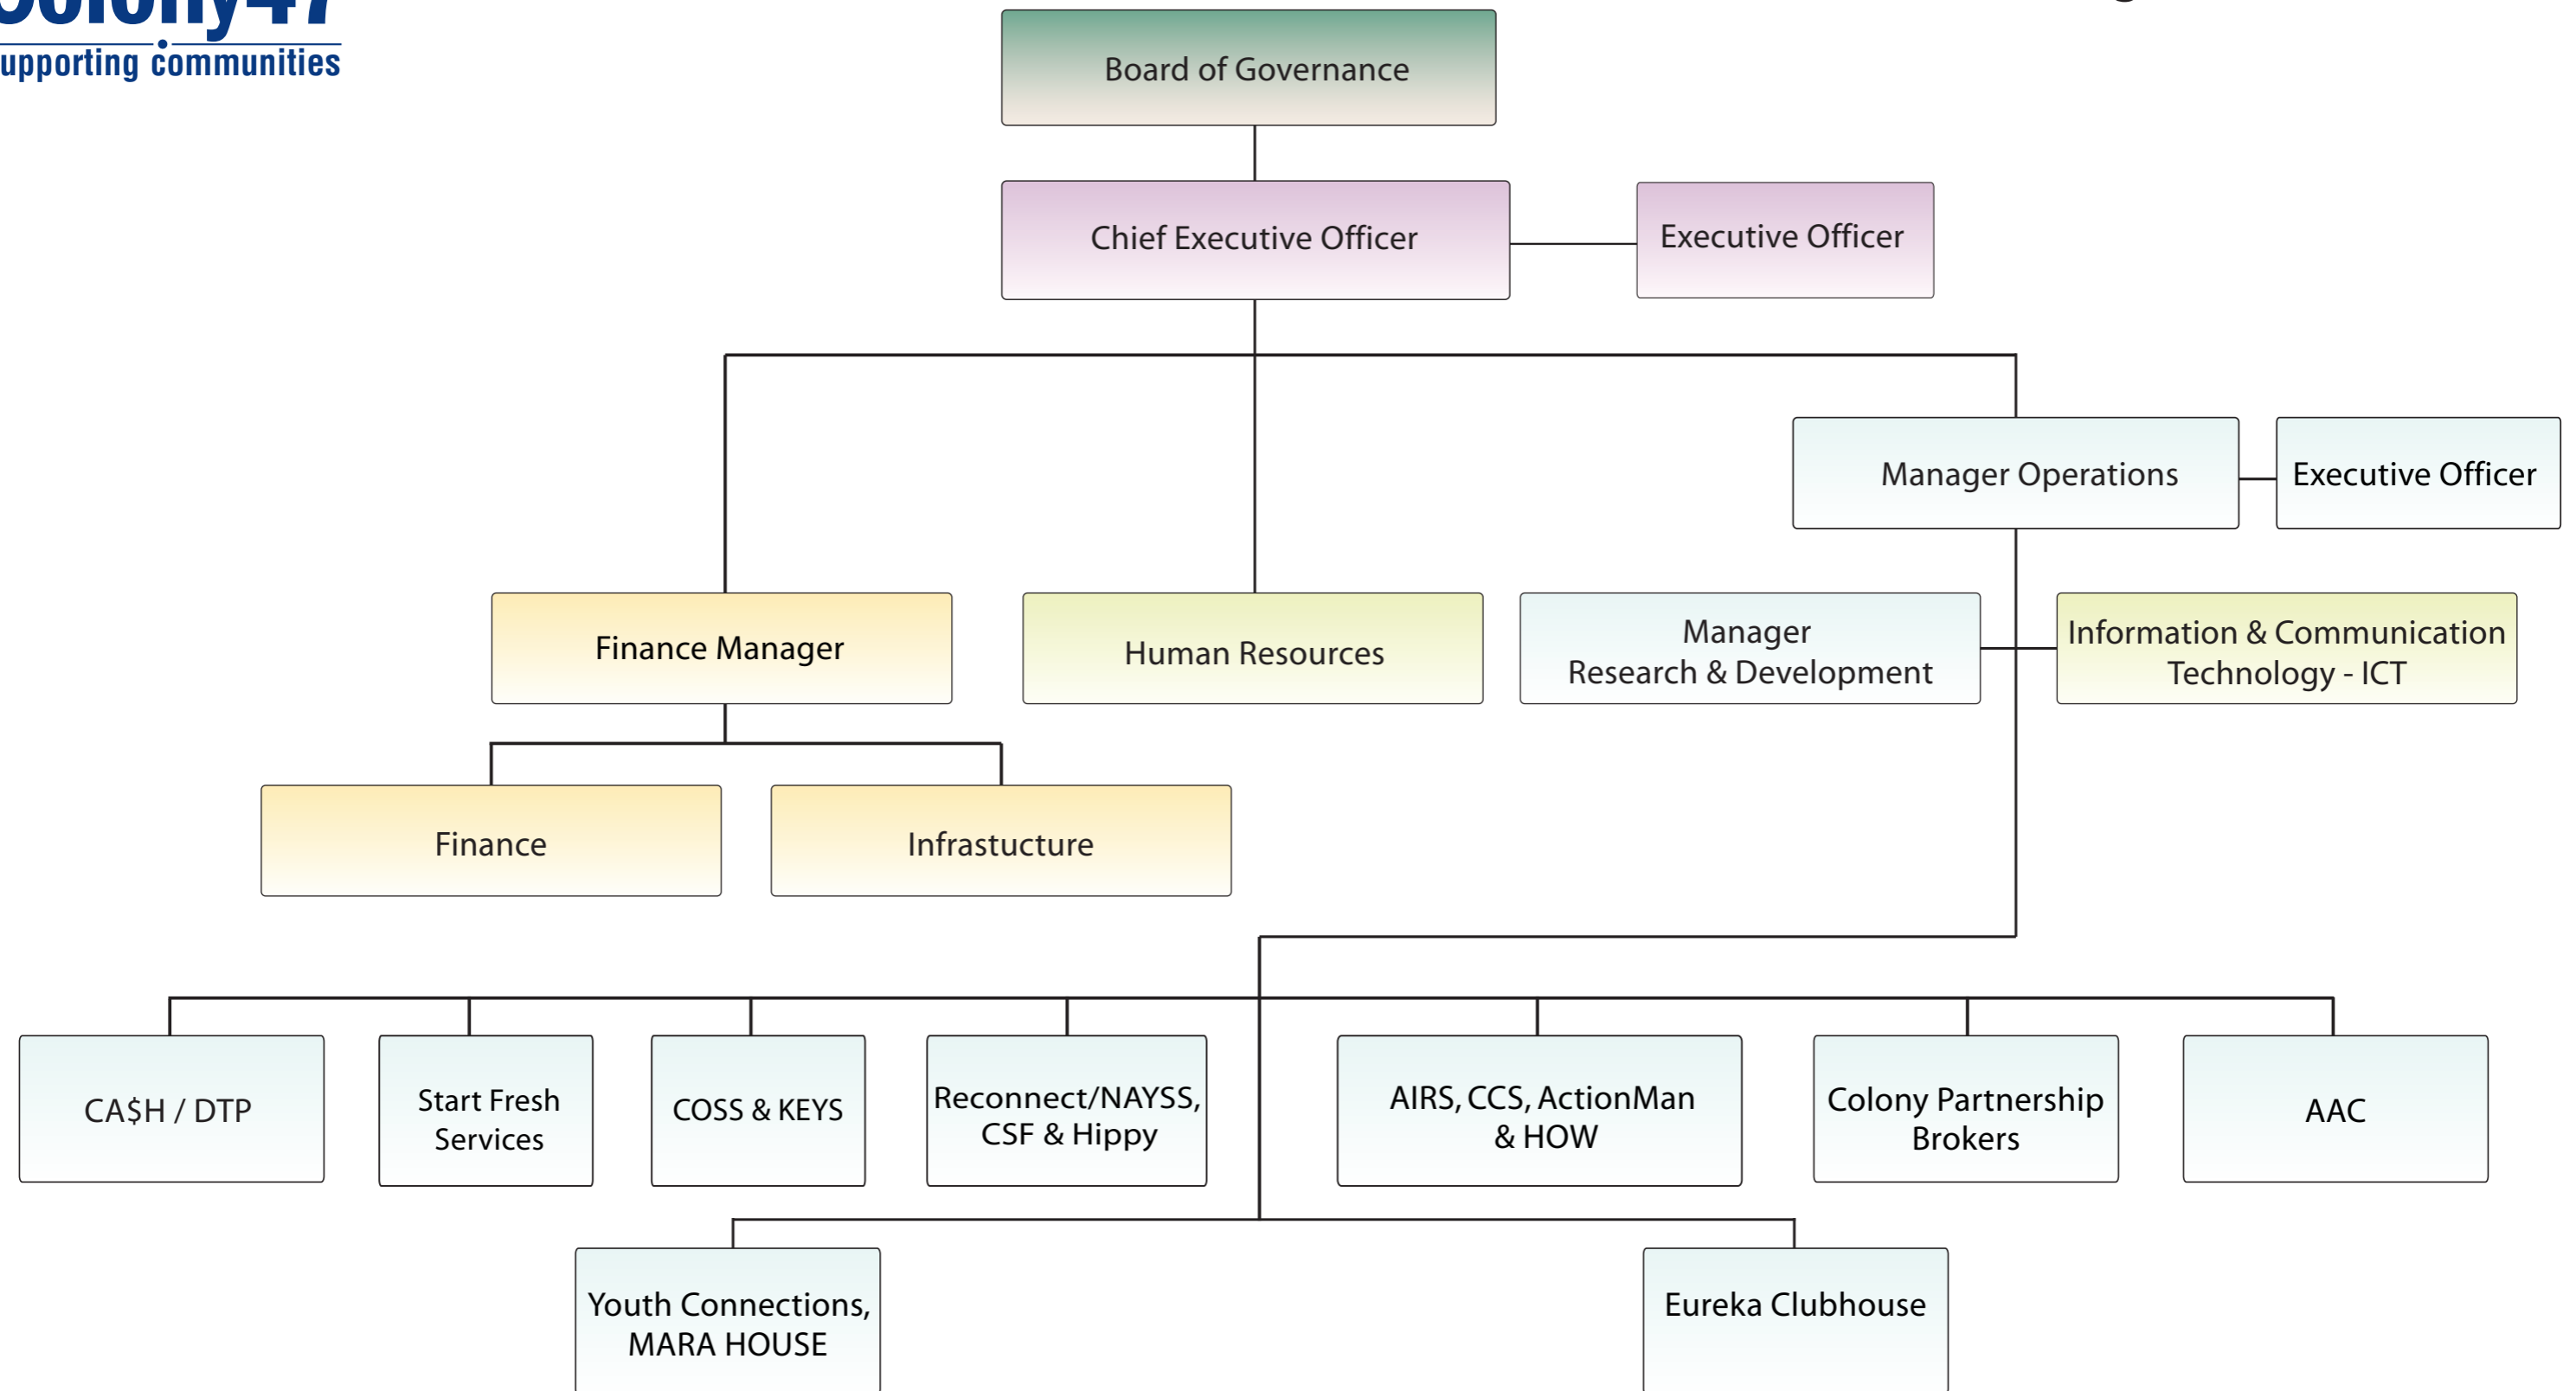 Colony47
supporting communities
Board of Governance
Chief Executive Officer
Executive Officer
Manager Operations
Executive Officer
Finance Manager
Human Resources
Manager
Research & Development
Information & Communication
Technology - ICT
Finance
Infrastucture
CA$H / DTP
Start Fresh
Services
COSS & KEYS
Reconnect/NAYSS,
CSF & Hippy
AIRS, CCS, ActionMan
& HOW
Colony Partnership
Brokers
AAC
Youth Connections,
MARA HOUSE
Eureka Clubhouse